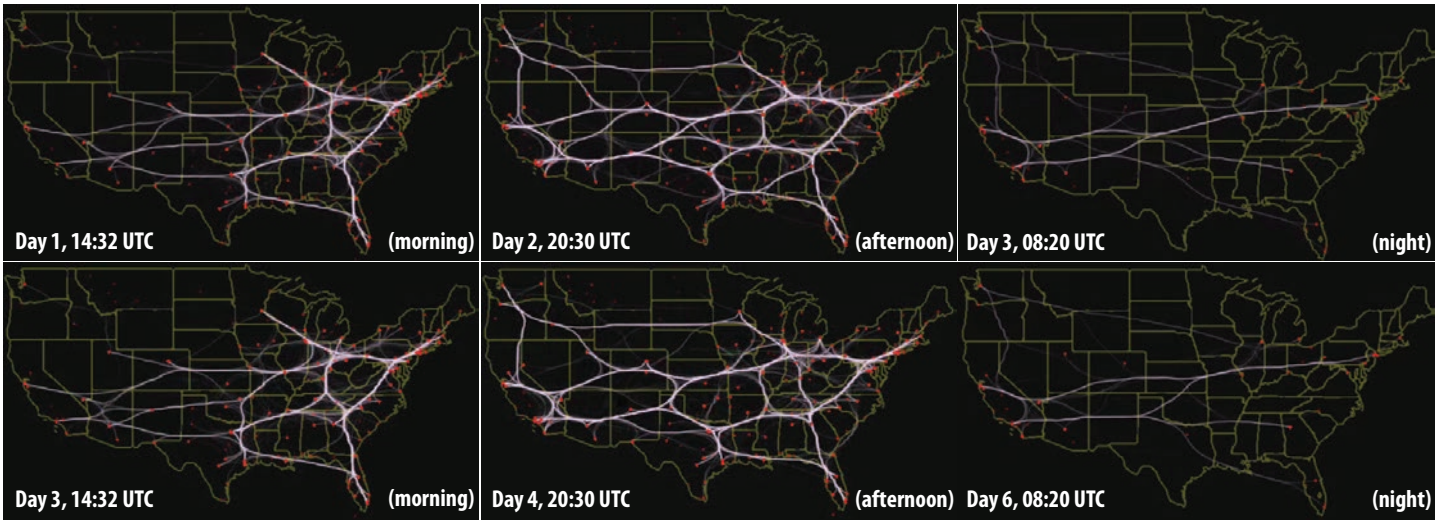 Day 1, 14:32 UTC (morning)
Day 2, 20:30 UTC (afternoon)
Day 3, 08:20 UTC (night)
Day 3, 14:32 UTC (morning)
Day 4, 20:30 UTC (afternoon)
Day 6, 08:20 UTC (night)